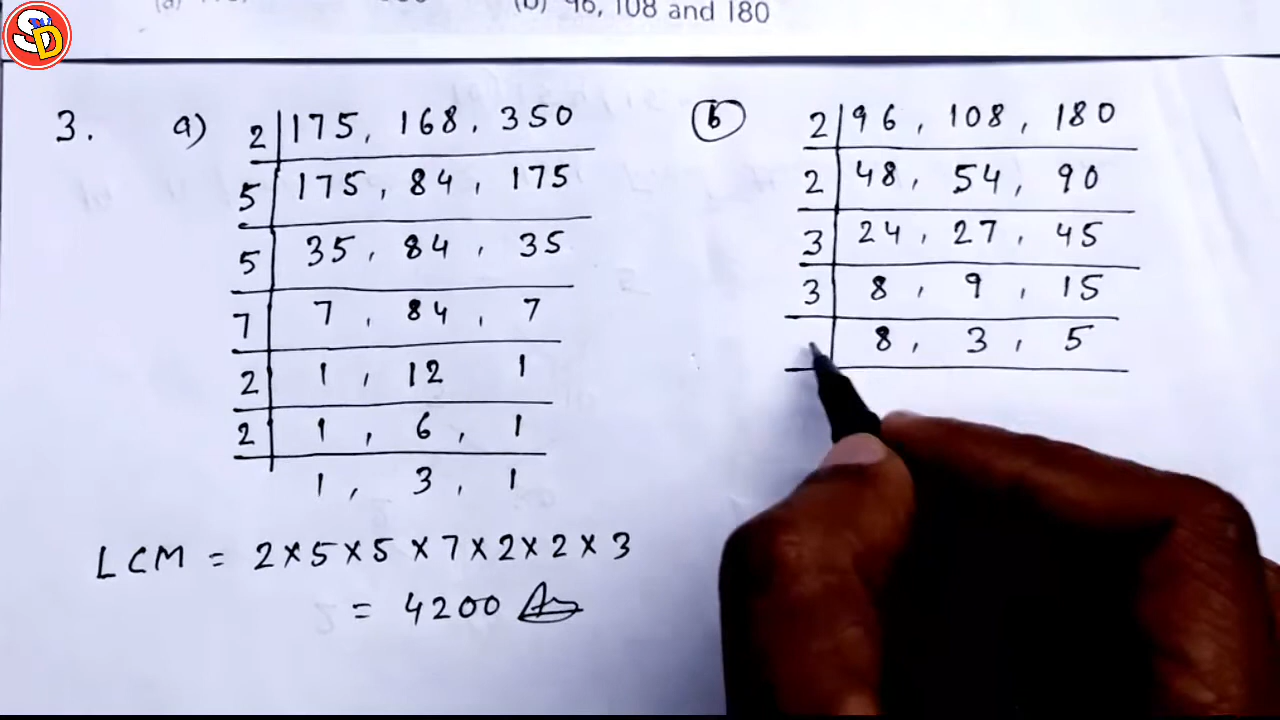 (b) 96, 108 and 180
SD
3. a) 2 | 175, 168, 350
5 | 175, 84, 175
5 | 35, 84, 35
7 | 7, 84, 7
2 | 1, 12 1
2 | 1, 6, 1
1, 3, 1
LCM = 2×5×5×7×2×2×3
= 4200 Ans
(b) 2 | 96, 108, 180
2 | 48, 54, 90
3 | 24, 27, 45
3 | 8, 9, 15
8, 3, 5